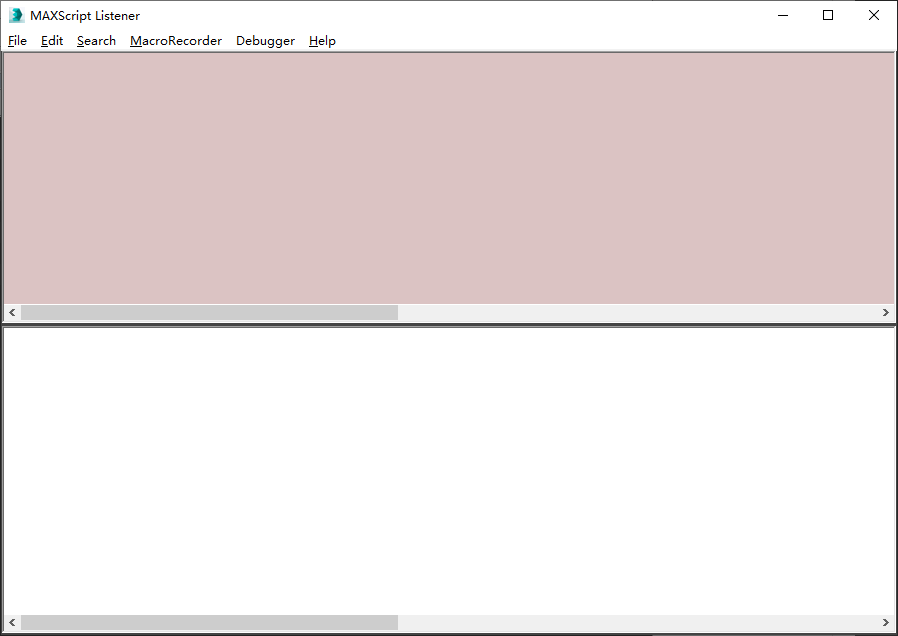 MAXScript Listener
File Edit Search MacroRecorder Debugger Help